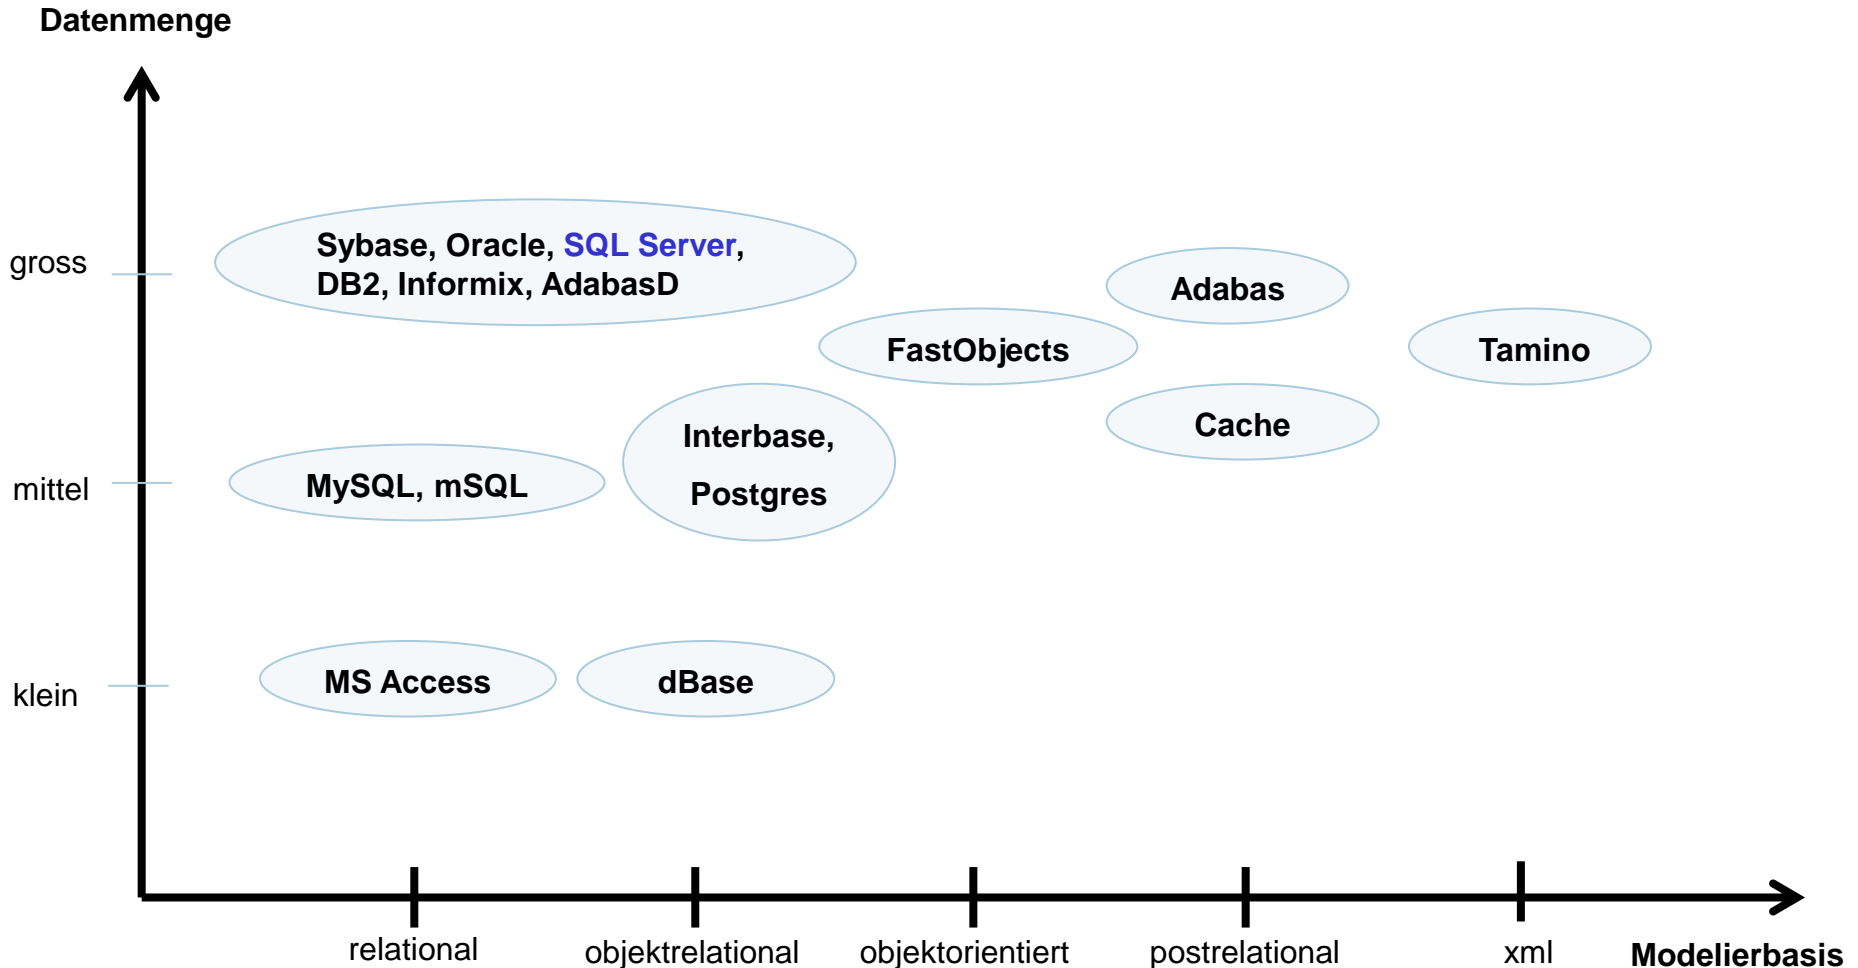 Datenmenge
gross
Sybase, Oracle, SQL Server,
DB2, Informix, AdabasD
Adabas
FastObjects
Tamino
Cache
Interbase,
Postgres
mittel
MySQL, mSQL
klein
MS Access
dBase
relational
objektrelational
objektorientiert
postrelational
xml
Modelierbasis